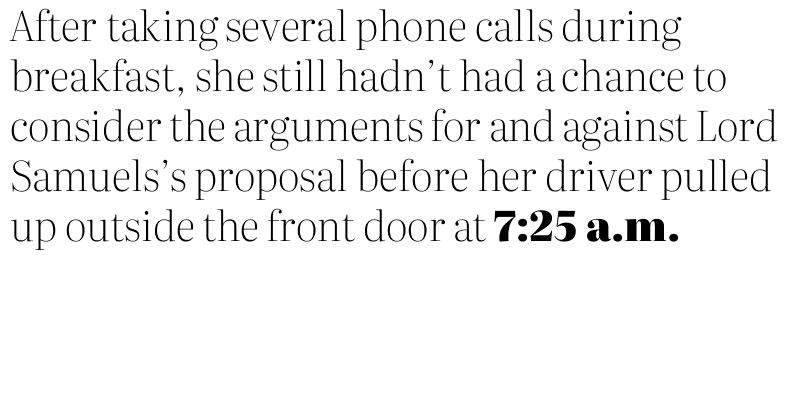 After taking several phone calls during
breakfast, she still hadn’t had a chance to
consider the arguments for and against Lord
Samuels’s proposal before her driver pulled
up outside the front door at 7:25 a.m.